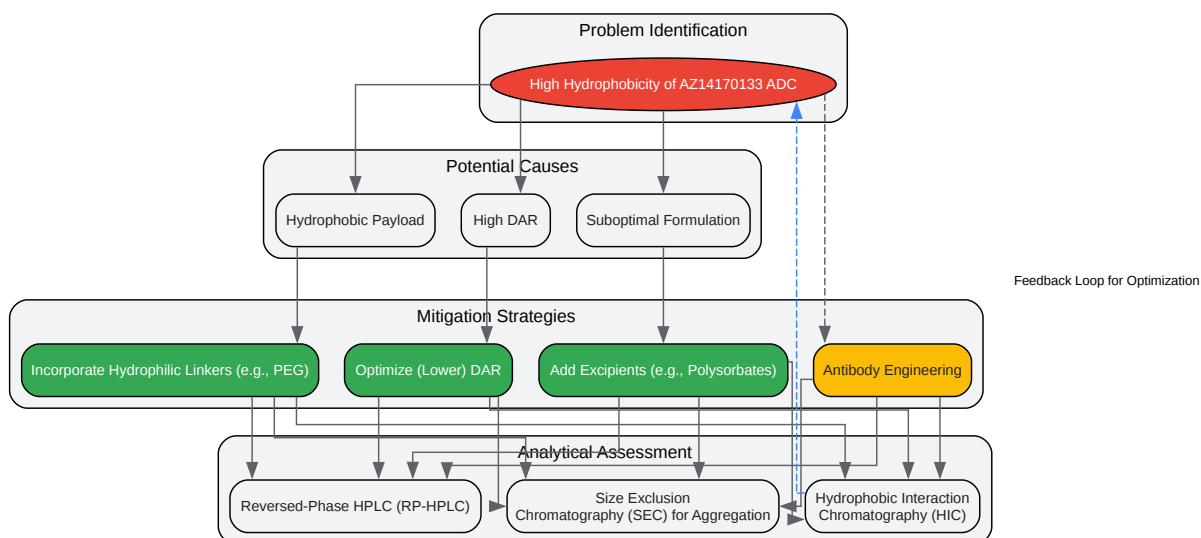 Problem Identification
High Hydrophobicity of AZ14170133 ADC
Potential Causes
Hydrophobic Payload
High DAR
Suboptimal Formulation
Feedback Loop for Optimization
Mitigation Strategies
Incorporate Hydrophilic Linkers (e.g., PEG)
Optimize (Lower) DAR
Add Excipients (e.g., Polysorbates)
Antibody Engineering
Analytical Assessment
Reversed-Phase HPLC (RP-HPLC)
Size Exclusion
Chromatography (SEC) for Aggregation
Hydrophobic Interaction
Chromatography (HIC)